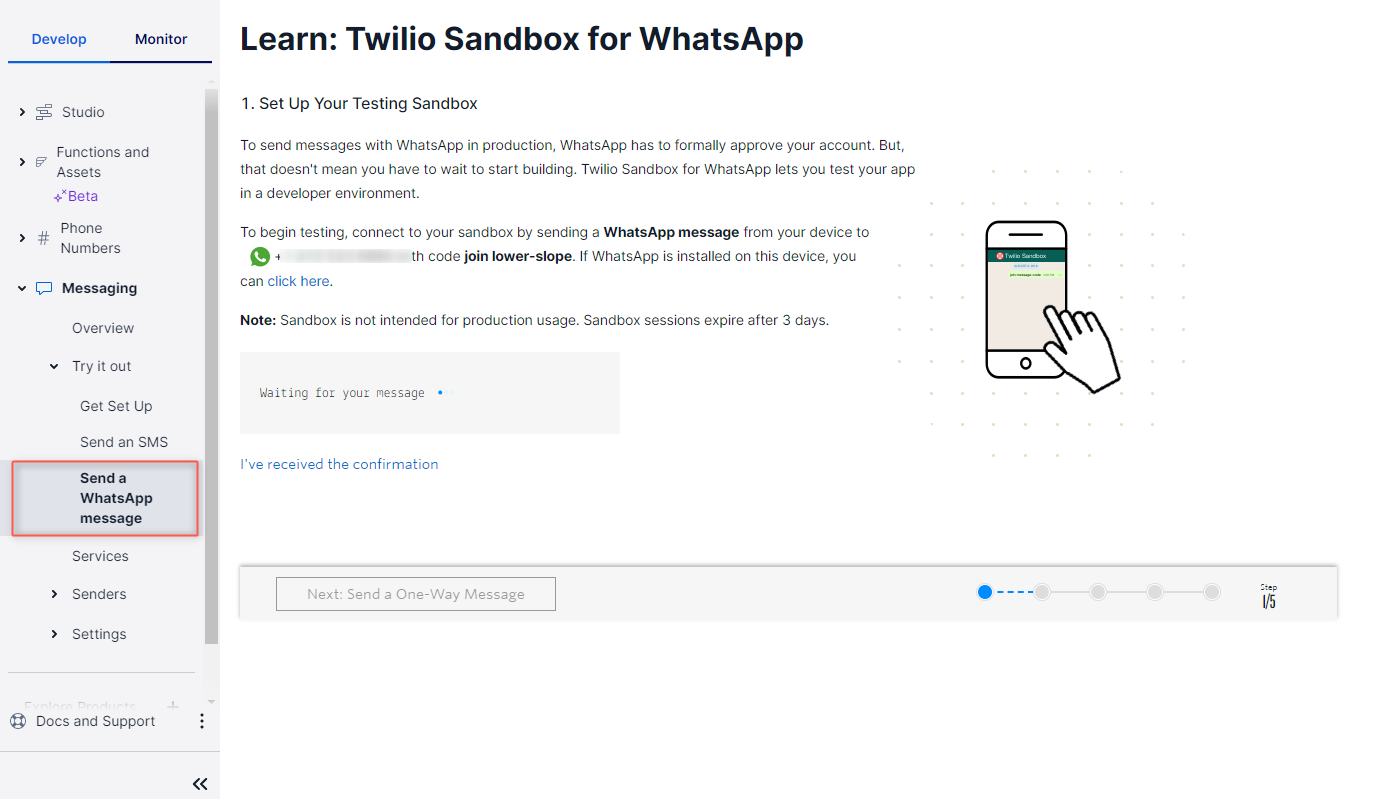 Develop
Monitor
Studio
Functions and
Assets
Beta
Phone
Numbers
Messaging
Overview
Try it out
Get Set Up
Send an SMS
Send a
WhatsApp
message
Services
Senders
Settings
Explore Products
Docs and Support
Learn: Twilio Sandbox for WhatsApp
1. Set Up Your Testing Sandbox
To send messages with WhatsApp in production, WhatsApp has to formally approve your account. But,
that doesn't mean you have to wait to start building. Twilio Sandbox for WhatsApp lets you test your app
in a developer environment.
To begin testing, connect to your sandbox by sending a WhatsApp message from your device to
+ th code join lower-slope. If WhatsApp is installed on this device, you
can click here.
Note: Sandbox is not intended for production usage. Sandbox sessions expire after 3 days.
Waiting for your message
I've received the confirmation
Twilio Sandbox
join message-code
Next: Send a One-Way Message
Step
1/5